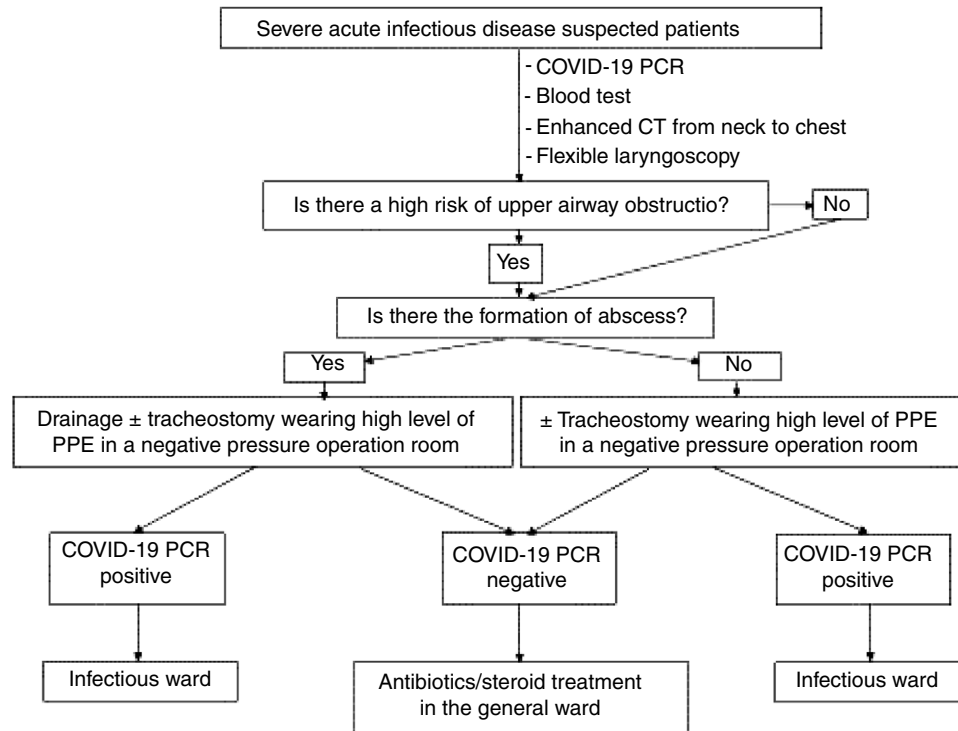 Severe acute infectious disease suspected patients
- COVID-19 PCR
- Blood test
- Enhanced CT from neck to chest
- Flexible laryngoscopy
Is there a high risk of upper airway obstructio?
No
Yes
Is there the formation of abscess?
Yes
No
Drainage ± tracheostomy wearing high level of
PPE in a negative pressure operation room
± Tracheostomy wearing high level of PPE
in a negative pressure operation room
COVID-19 PCR
positive
COVID-19 PCR
negative
COVID-19 PCR
positive
Infectious ward
Antibiotics/steroid treatment
in the general ward
Infectious ward